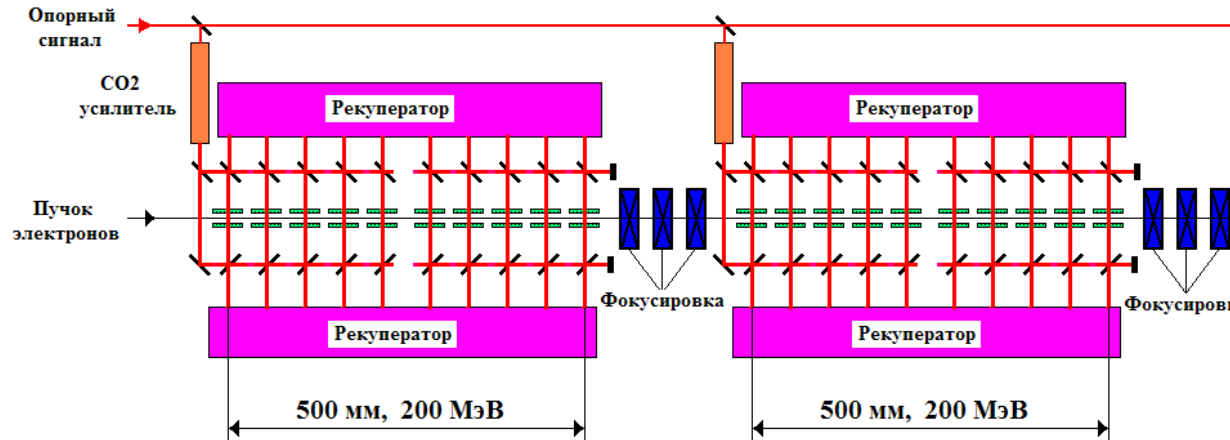 Опорный
сигнал
CO2
усилитель
Рекуператор
Рекуператор
Пучок
электронов
Фокусировка
Фокусировк
Рекуператор
Рекуператор
500 мм, 200 МэВ
500 мм, 200 МэВ